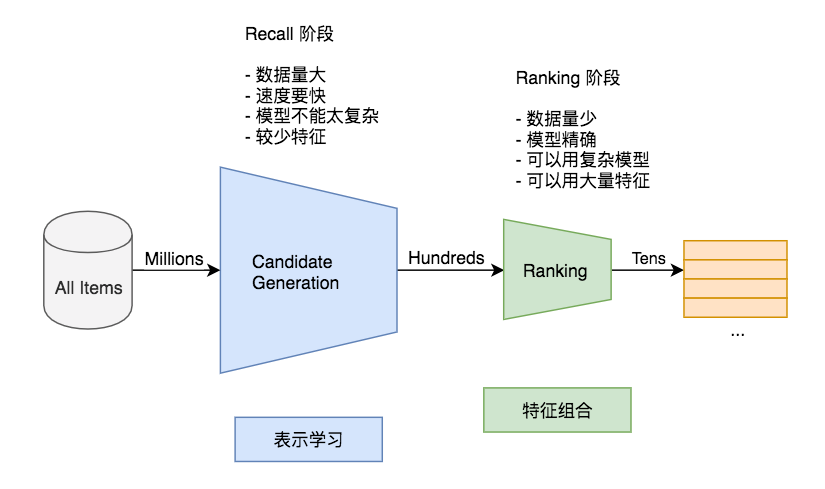 Recall 阶段
- 数据量大
- 速度要快
- 模型不能太复杂
- 较少特征
Ranking 阶段
- 数据量少
- 模型精确
- 可以用复杂模型
- 可以用大量特征
All Items
Millions
Candidate
Generation
Hundreds
Ranking
Tens
...
表示学习
特征组合